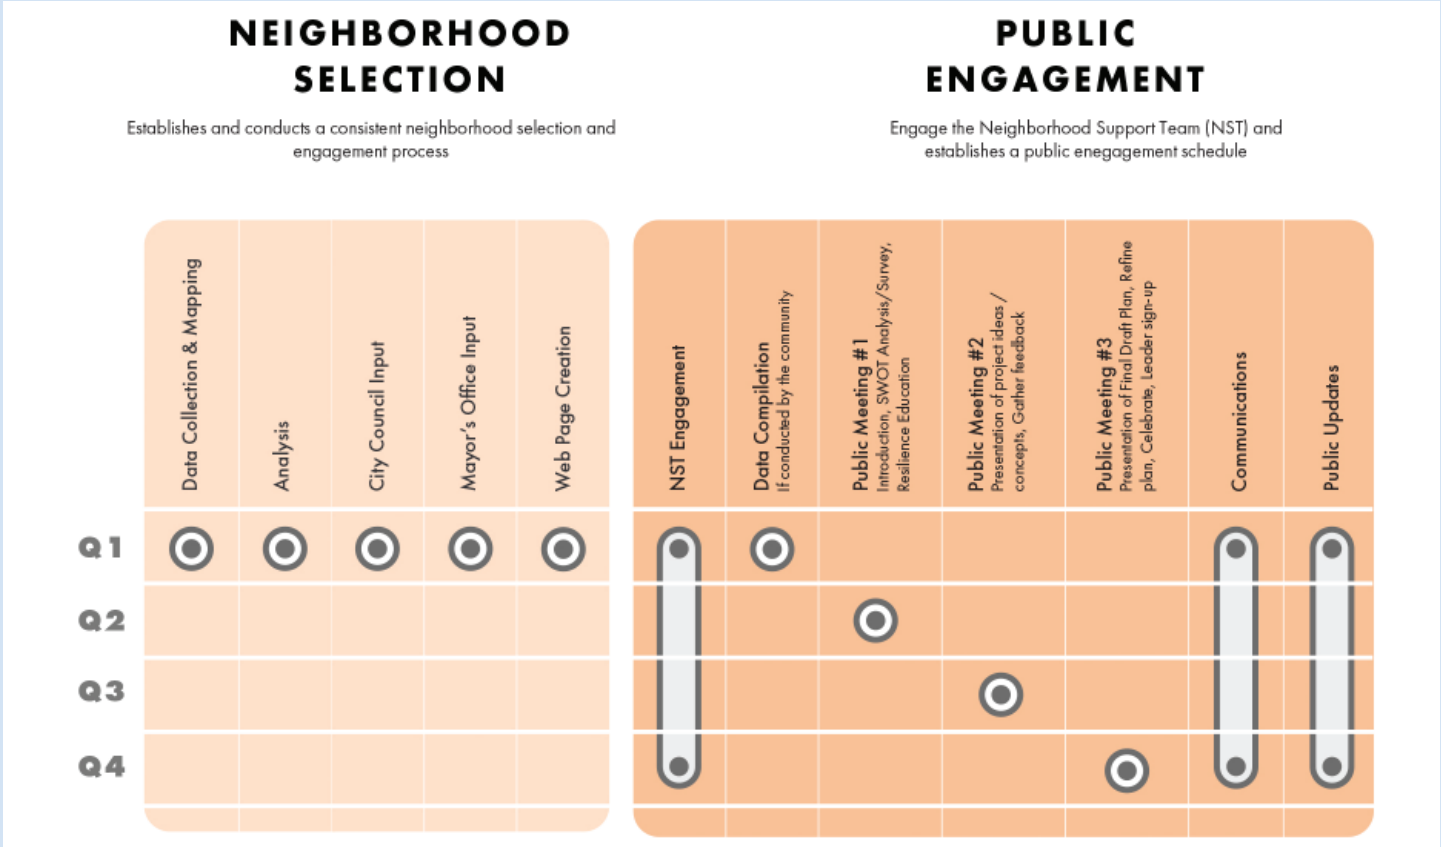 NEIGHBORHOOD
SELECTION
Establishes and conducts a consistent neighborhood selection and
engagement process
PUBLIC
ENGAGEMENT
Engage the Neighborhood Support Team (NST) and
establishes a public enegagement schedule
Data Collection & Mapping
Analysis
City Council Input
Mayor's Office Input
Web Page Creation
NST Engagement
Data Compilation
If conducted by the community
Public Meeting #1
Introduction, SWOT Analysis/Survey,
Resilience Education
Public Meeting #2
Presentation of project ideas /
concepts, Gather feedback
Public Meeting #3
Presentation of Final Draft Plan, Refine
plan, Celebrate, Leader sign-up
Communications
Public Updates
Q1
Q2
Q3
Q4